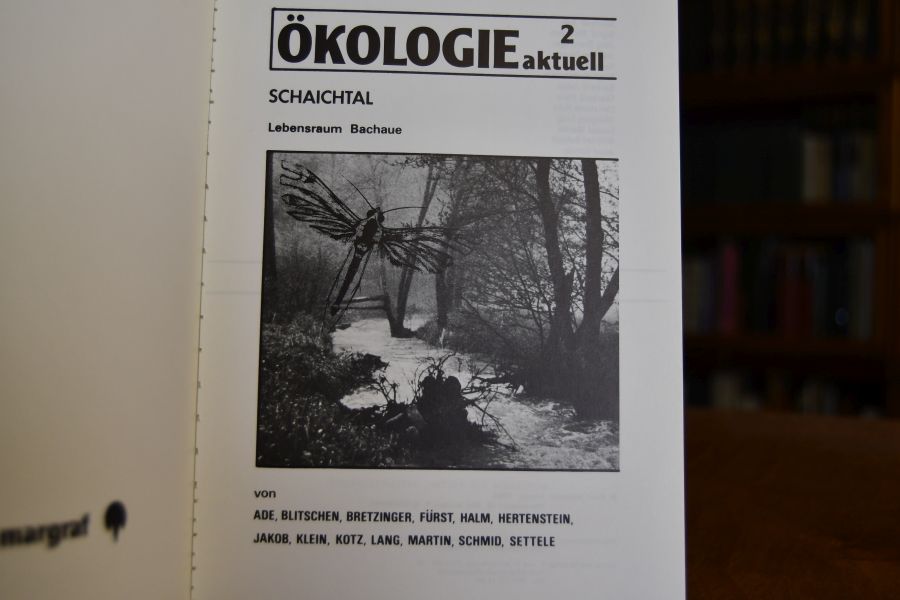 ÖKOLOGIE aktuell 2
SCHAICHTAL
Lebensraum Bachaue
von
ADE, BLITSCHEN, BRETZINGER, FÜRST, HALM, HERTENSTEIN,
JAKOB, KLEIN, KOTZ, LANG, MARTIN, SCHMID, SETTELE
margraf